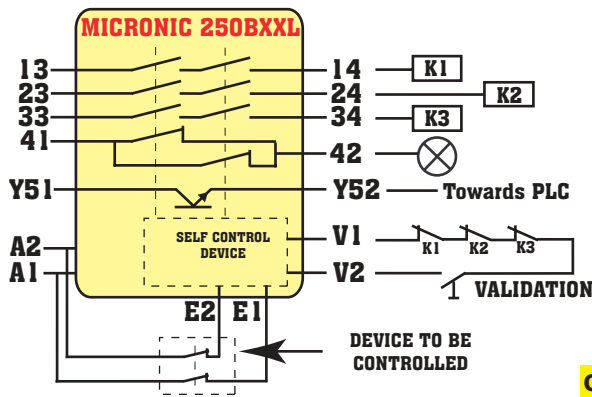 MICRONIC 250BXXL
13 14 K1
23 24 K2
33 34 K3
41 42
Y51 Y52 Towards PLC
SELF CONTROL
DEVICE
A2 V1 K1 K2 K3
A1 V2 VALIDATION
E2 E1
DEVICE TO BE
CONTROLLED